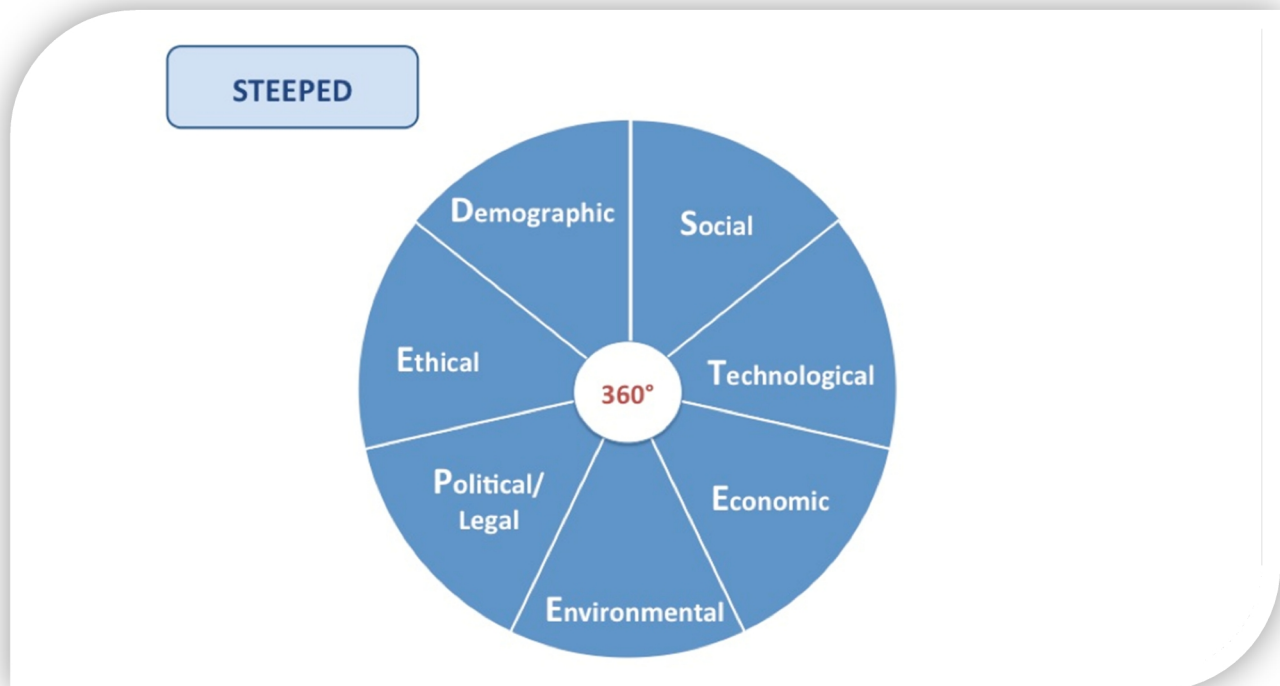 STEEPED
Demographic
Social
Ethical
360°
Technological
Political/
Legal
Economic
Environmental